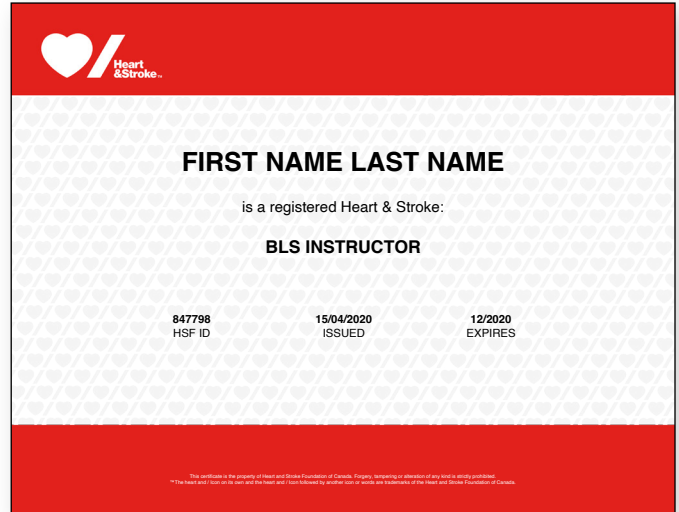 Heart
&Stroke™
FIRST NAME LAST NAME
is a registered Heart & Stroke:
BLS INSTRUCTOR
847798 15/04/2020 12/2020
HSF ID ISSUED EXPIRES
This certificate is the property of Heart and Stroke Foundation of Canada. Forgery, tampering or alteration of any kind is strictly prohibited.
™The heart and / Icon on its own and the heart and / Icon followed by another icon or words are trademarks of the Heart and Stroke Foundation of Canada.